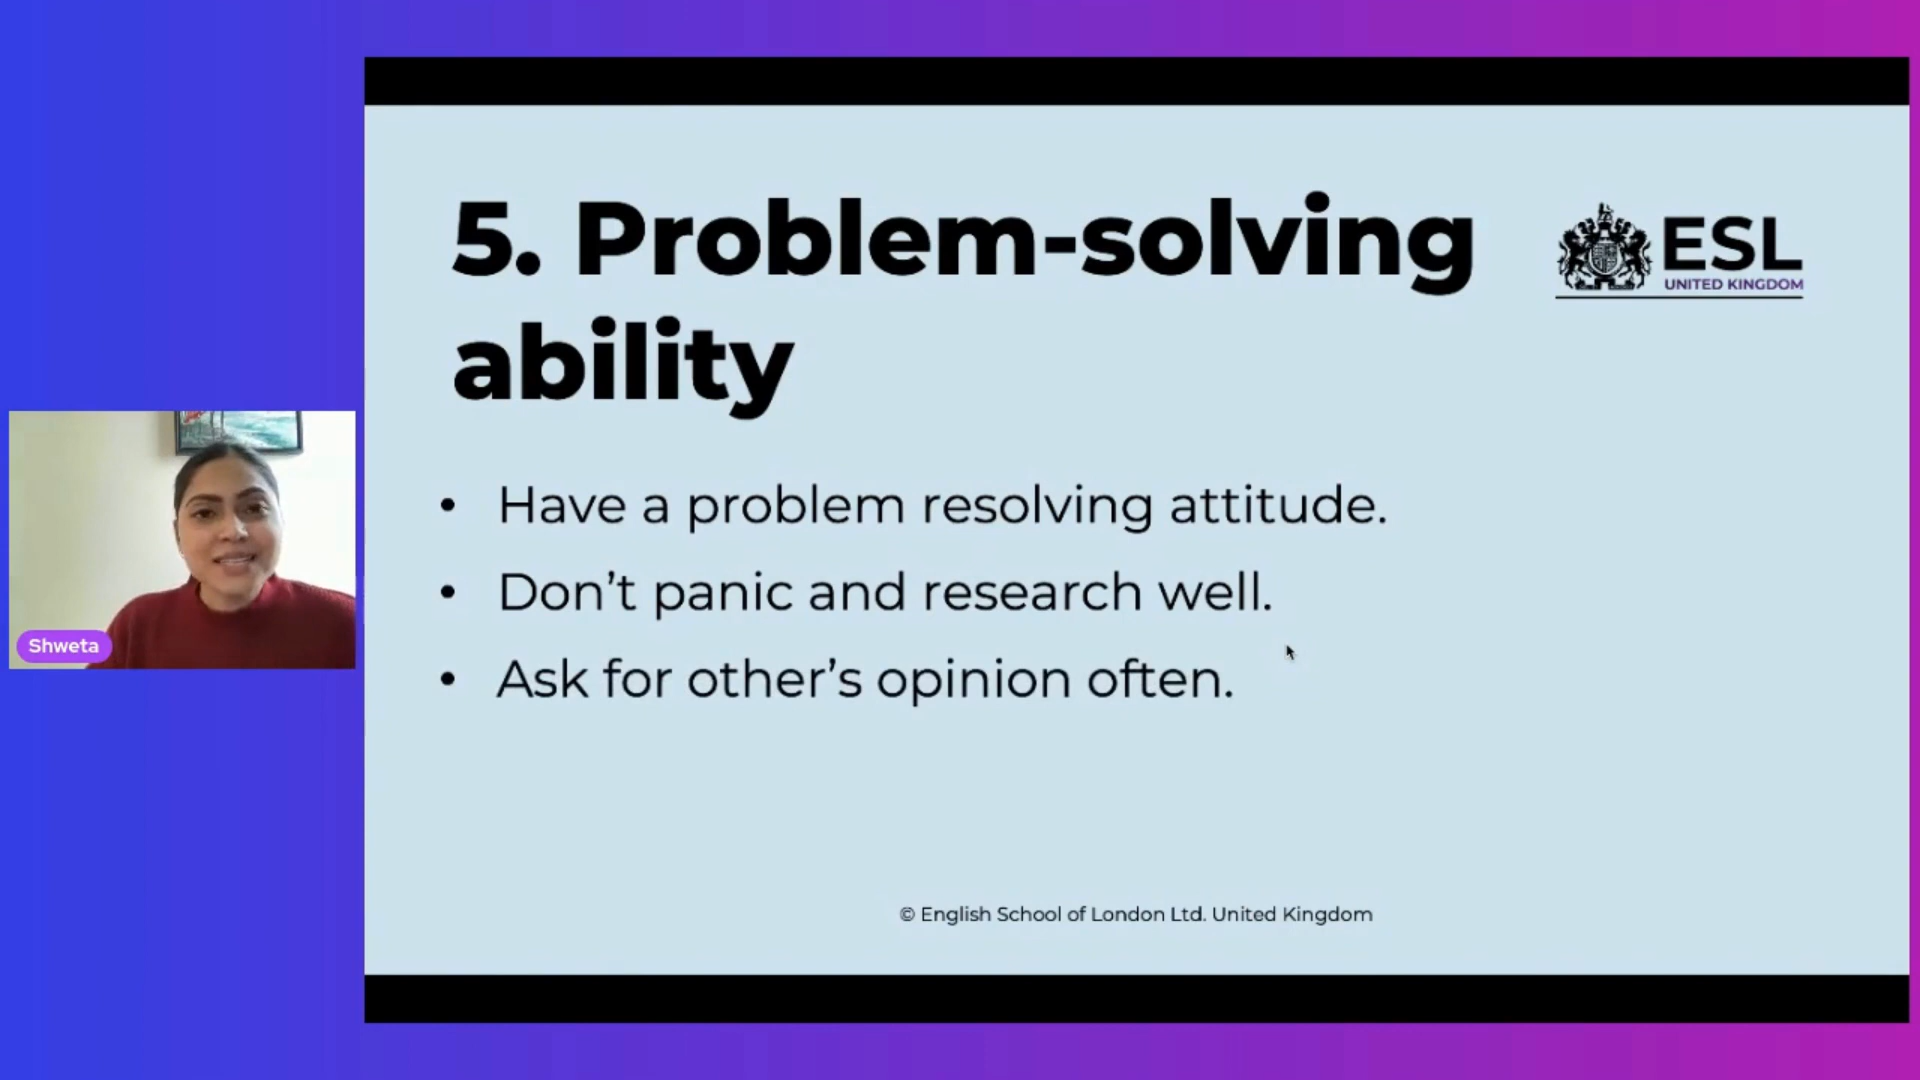 5. Problem-solving
ability
ESL
UNITED KINGDOM
• Have a problem resolving attitude.
• Don’t panic and research well.
• Ask for other’s opinion often.
Shweta
© English School of London Ltd. United Kingdom